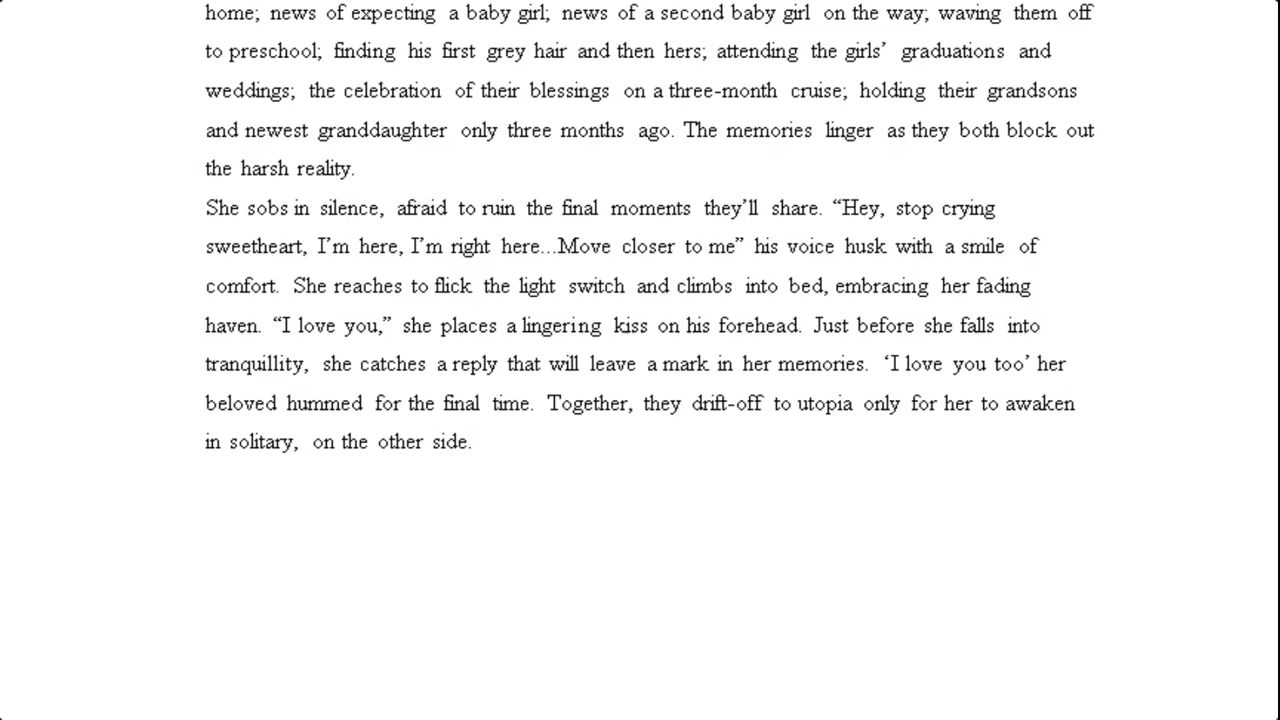 home; news of expecting a baby girl; news of a second baby girl on the way; waving them off
to preschool; finding his first grey hair and then hers; attending the girls’ graduations and
weddings; the celebration of their blessings on a three-month cruise; holding their grandsons
and newest granddaughter only three months ago. The memories linger as they both block out
the harsh reality.
She sobs in silence, afraid to ruin the final moments they’ll share. “Hey, stop crying
sweetheart, I’m here, I’m right here...Move closer to me” his voice husk with a smile of
comfort. She reaches to flick the light switch and climbs into bed, embracing her fading
haven. “I love you,” she places a lingering kiss on his forehead. Just before she falls into
tranquillity, she catches a reply that will leave a mark in her memories. ‘I love you too’ her
beloved hummed for the final time. Together, they drift-off to utopia only for her to awaken
in solitary, on the other side.